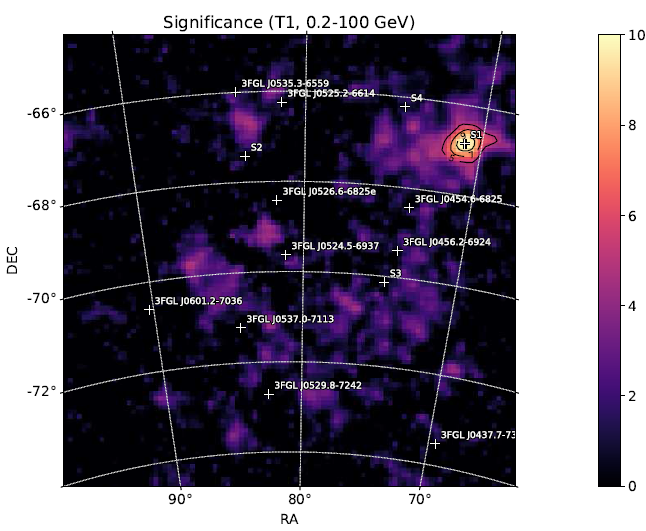 Significance (T1, 0.2-100 GeV)
10
3FGL J0535.3-6559
3FGL J0525.2-6614
S4
-66°
S1
8
S2
-68°
3FGL J0526.6-6825e
3FGL J0454.6-6825
6
3FGL J0524.5-6937
3FGL J0456.2-6924
DEC
S3
-70°
3FGL J0601.2-7036
4
3FGL J0537.0-7113
-72°
3FGL J0529.8-7242
2
3FGL J0437.7-73
0
90°
80°
70°
RA